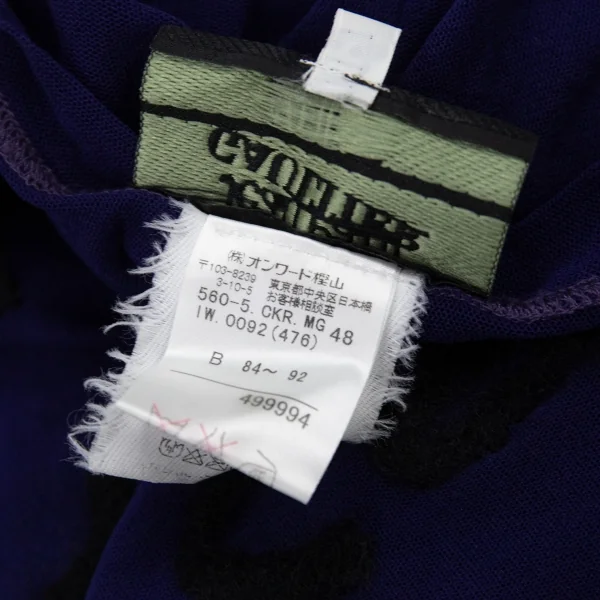 ㈱オンワード樫山
〒103-8239 東京都中央区日本橋
3-10-5 お客様相談室
560-5. CKR. MG 48
IW. 0092(476)
B 84～ 92
499994